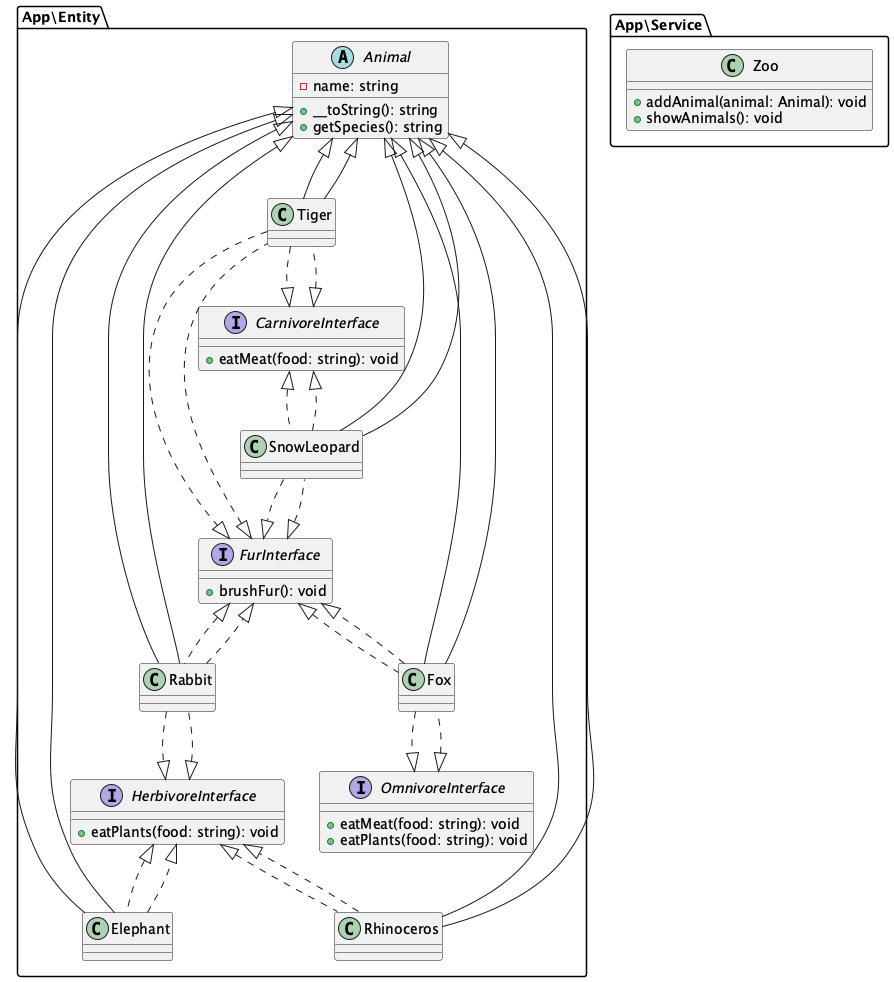 App\Entity
App\Service
A Animal
name: string
__toString(): string
getSpecies(): string
C Zoo
addAnimal(animal: Animal): void
showAnimals(): void
C Tiger
I CarnivoreInterface
eatMeat(food: string): void
C SnowLeopard
I FurInterface
brushFur(): void
C Rabbit
C Fox
I HerbivoreInterface
eatPlants(food: string): void
I OmnivoreInterface
eatMeat(food: string): void
eatPlants(food: string): void
C Elephant
C Rhinoceros